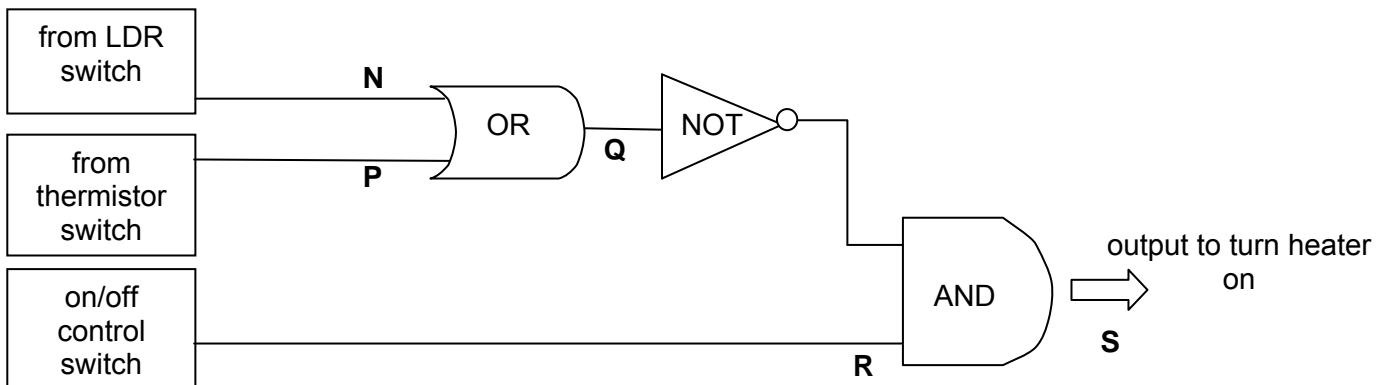 from LDR
switch
N
OR
NOT
from
thermistor
switch
P
Q
on/off
control
switch
R
AND
output to turn heater
on
S